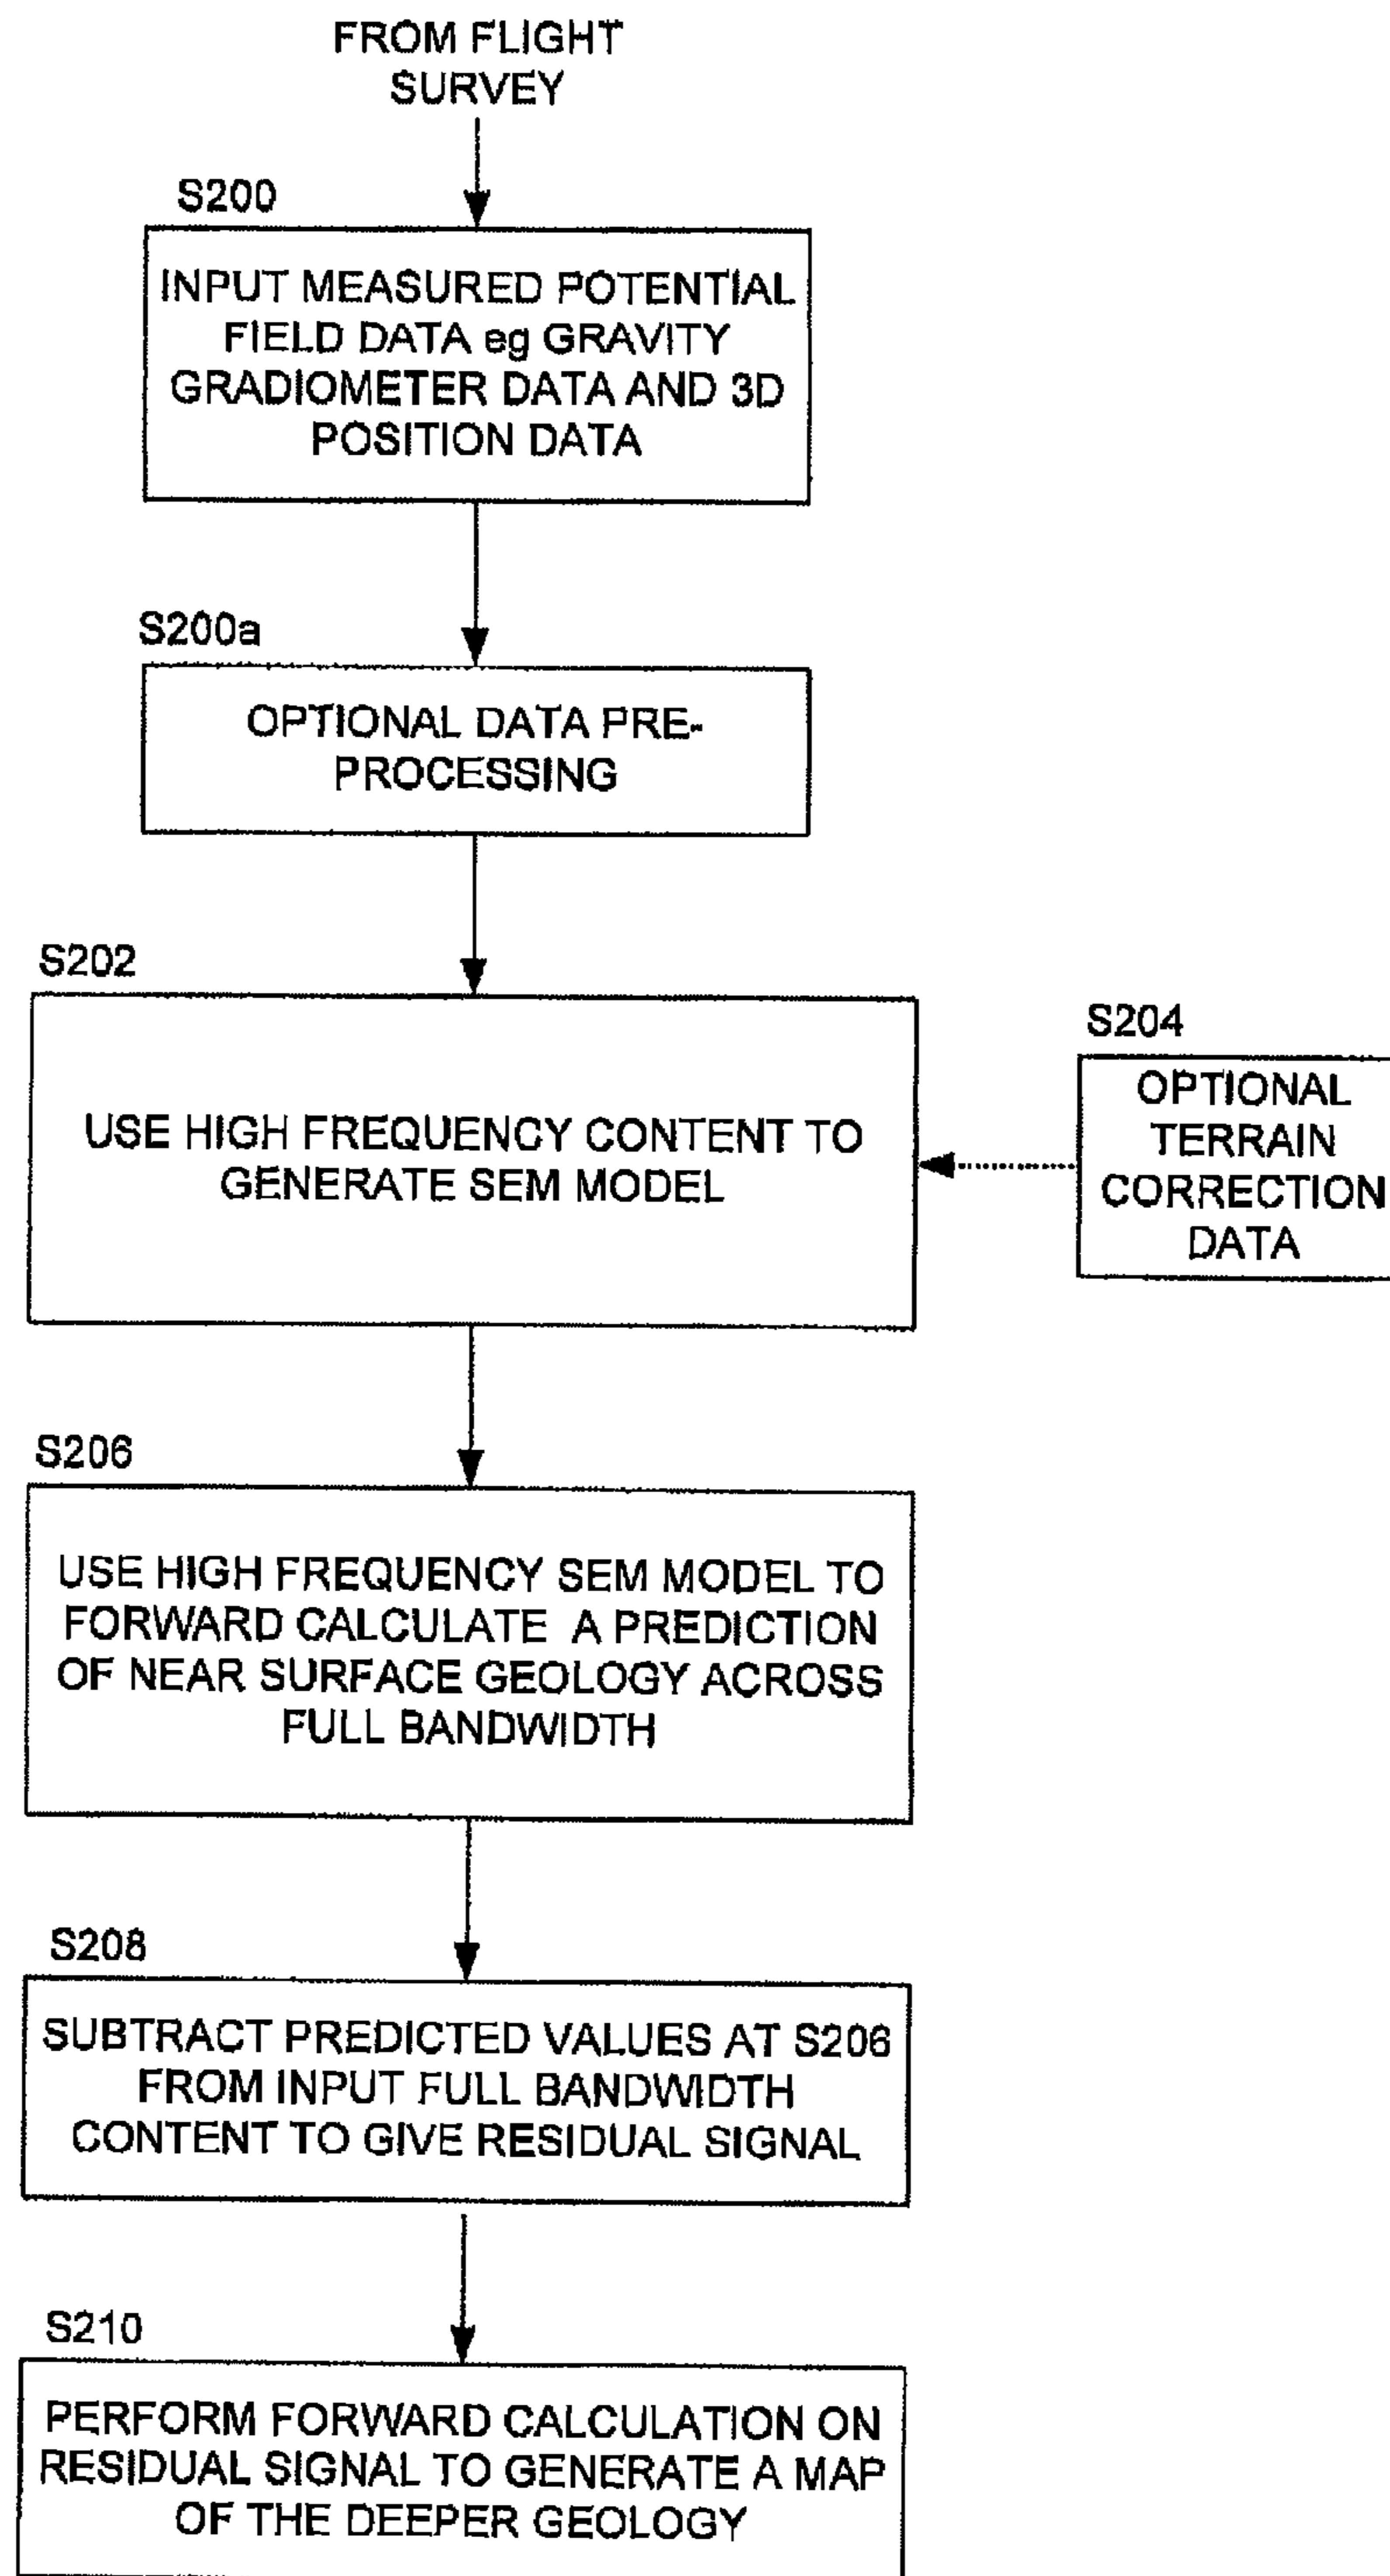 FROM FLIGHT
SURVEY
S200
INPUT MEASURED POTENTIAL
FIELD DATA eg GRAVITY
GRADIOMETER DATA AND 3D
POSITION DATA
S200a
OPTIONAL DATA PRE-
PROCESSING
S202
USE HIGH FREQUENCY CONTENT TO
GENERATE SEM MODEL
S204
OPTIONAL
TERRAIN
CORRECTION
DATA
S206
USE HIGH FREQUENCY SEM MODEL TO
FORWARD CALCULATE A PREDICTION
OF NEAR SURFACE GEOLOGY ACROSS
FULL BANDWIDTH
S208
SUBTRACT PREDICTED VALUES AT S206
FROM INPUT FULL BANDWIDTH
CONTENT TO GIVE RESIDUAL SIGNAL
S210
PERFORM FORWARD CALCULATION ON
RESIDUAL SIGNAL TO GENERATE A MAP
OF THE DEEPER GEOLOGY